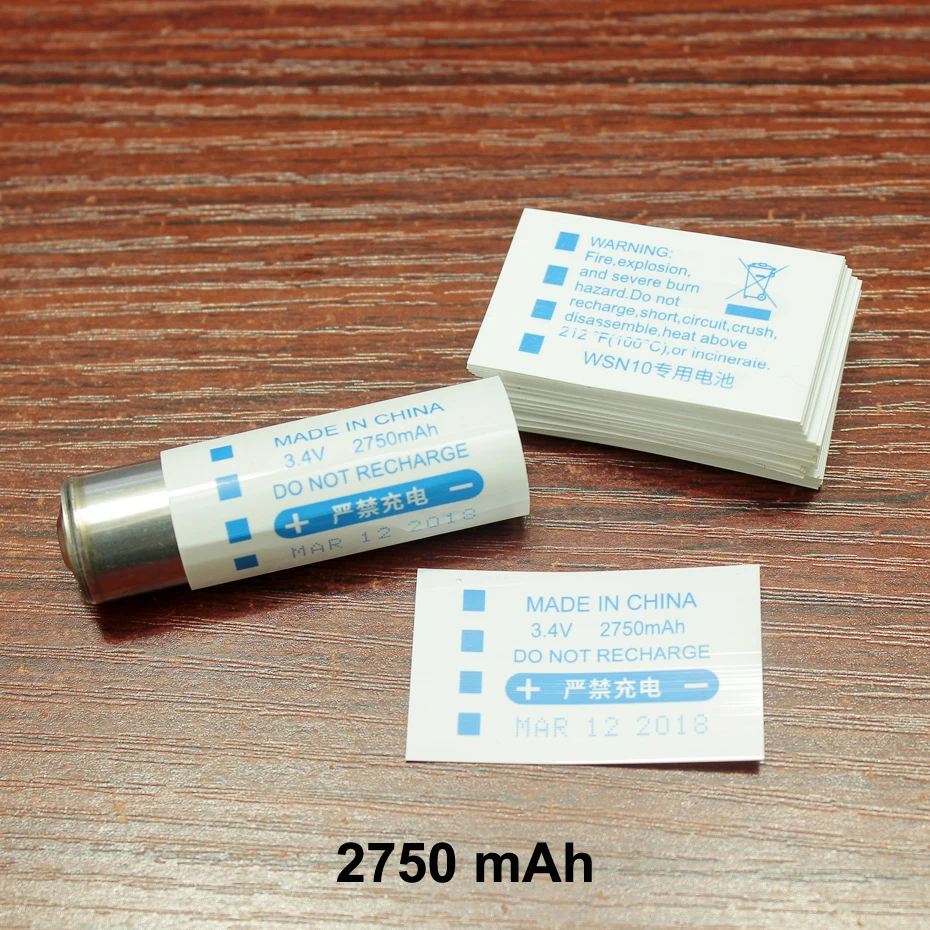 WARNING:
Fire,explosion,
and severe burn
hazard.Do not
recharge,short,circuit,crush,
disassemble,heat above
212°F(100°C),or incinerate.
WSN10专用电池
MADE IN CHINA
3.4V 2750mAh
DO NOT RECHARGE
+ 严禁充电 −
MAR 12 2018
MADE IN CHINA
3.4V 2750mAh
DO NOT RECHARGE
+ 严禁充电 −
MAR 12 2018
2750 mAh